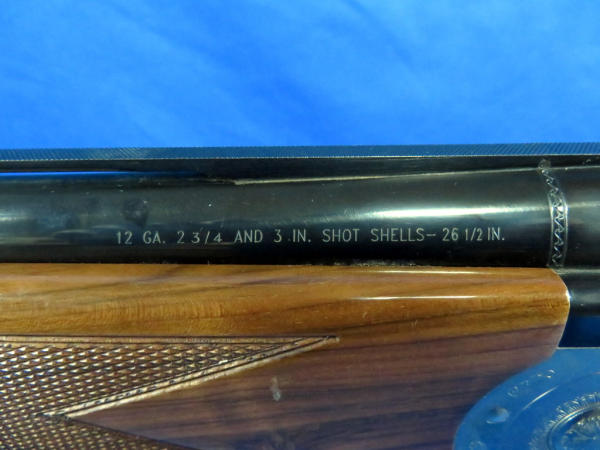 12 GA. 2 3/4 AND 3 IN. SHOT SHELLS- 26 1/2 IN.